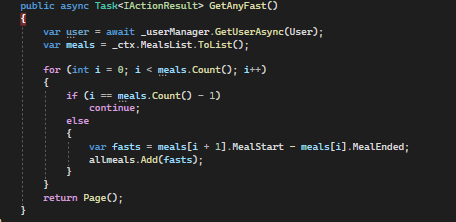 public async Task<IActionResult> GetAnyFast()
{
var user = await _userManager.GetUserAsync(User);
var meals = _ctx.MealsList.ToList();
for (int i = 0; i < meals.Count(); i++)
{
if (i == meals.Count() - 1)
continue;
else
{
var fasts = meals[i + 1].MealStart - meals[i].MealEnded;
allmeals.Add(fasts);
}
}
return Page();
}